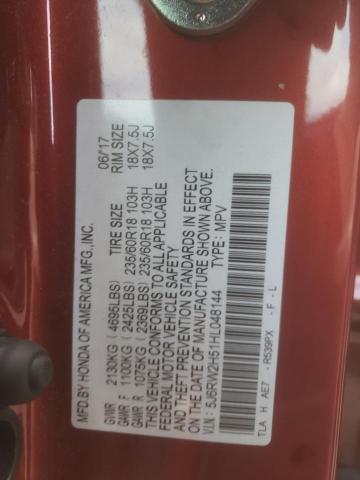 MFD.BY HONDA OF AMERICA MFG.,INC. 06/17
GVWR 2130KG (4695LBS) TIRE SIZE RIM SIZE
GAWR F 1100KG (2425LBS) 235/60R18 103H 18X7.5J
GAWR R 1075KG (2369LBS) 235/60R18 103H 18X7.5J
THIS VEHICLE CONFORMS TO ALL APPLICABLE
FEDERAL MOTOR VEHICLE SAFETY
AND THEFT PREVENTION STANDARDS IN EFFECT
ON THE DATE OF MANUFACTURE SHOWN ABOVE.
V.I.N.: 5J6RW2H51HL048144 TYPE: MPV
TLA H AE7 - R539PX - F - L